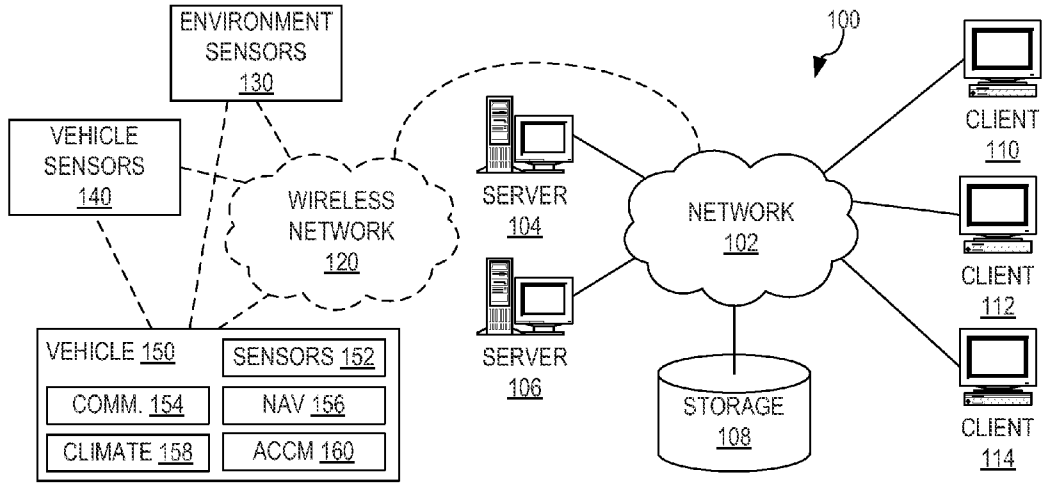 100
ENVIRONMENT
SENSORS
130
VEHICLE
SENSORS
140
WIRELESS
NETWORK
120
SERVER
104
SERVER
106
NETWORK
102
STORAGE
108
CLIENT
110
CLIENT
112
CLIENT
114
VEHICLE 150
SENSORS 152
COMM. 154
NAV 156
CLIMATE 158
ACCM 160